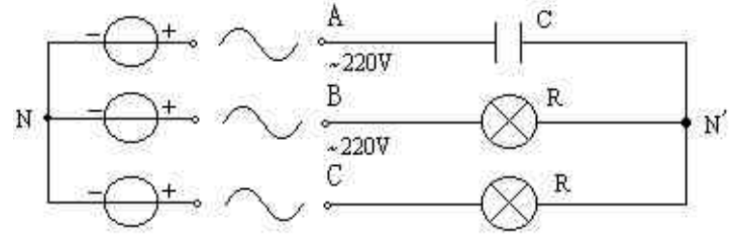 A C
- +
~220V
B R
N - + N'
~220V
C R
- +